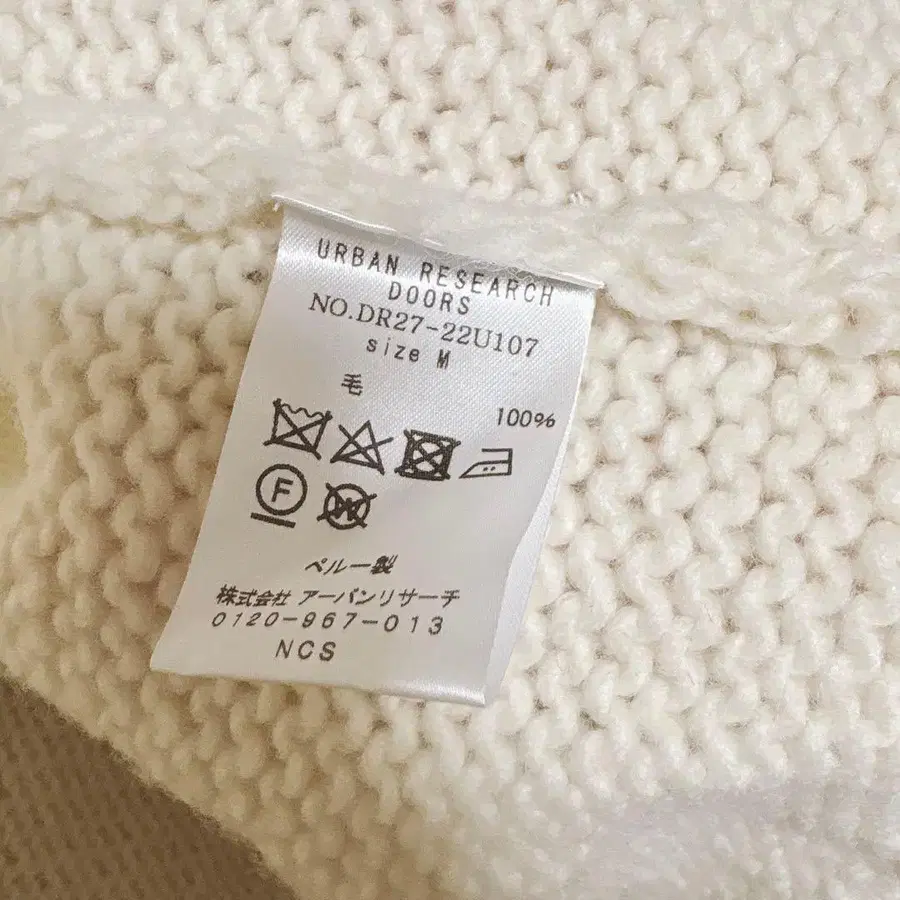 URBAN RESEARCH
DOORS
NO.DR27-22U107
size M
毛
100%
F
W
ペルー製
株式会社 アーバンリサーチ
0120-967-013
NCS